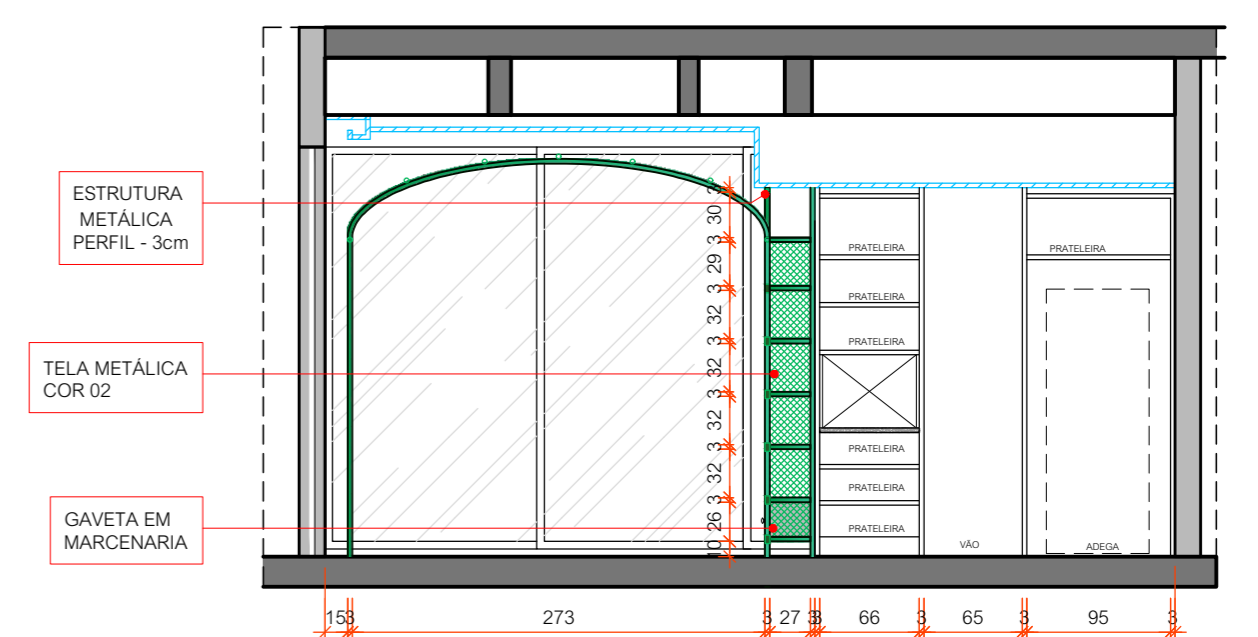 ESTRUTURA
METÁLICA
PERFIL - 3cm
TELA METÁLICA
COR 02
GAVETA EM
MARCENARIA
3
30
3
29
3
32
3
32
3
32
3
32
3
26
10
PRATELEIRA
PRATELEIRA
PRATELEIRA
PRATELEIRA
PRATELEIRA
PRATELEIRA
PRATELEIRA
VÃO
ADEGA
15 3 273 3 27 3 3 66 3 65 3 95 3